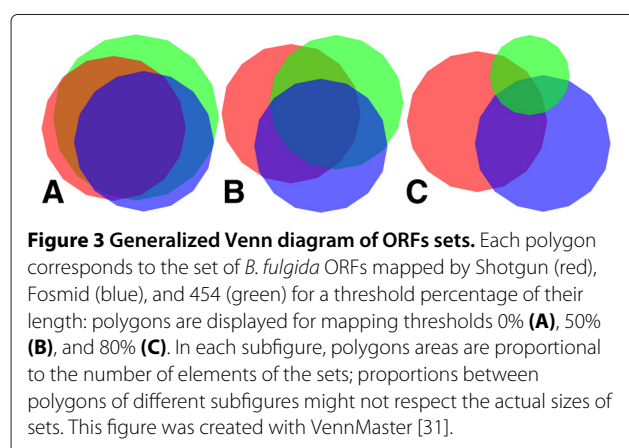 A
B
C
Figure 3 Generalized Venn diagram of ORFs sets. Each polygon
corresponds to the set of B. fulgida ORFs mapped by Shotgun (red),
Fosmid (blue), and 454 (green) for a threshold percentage of their
length: polygons are displayed for mapping thresholds 0% (A), 50%
(B), and 80% (C). In each subfigure, polygons areas are proportional
to the number of elements of the sets; proportions between
polygons of different subfigures might not respect the actual sizes of
sets. This figure was created with VennMaster [31].